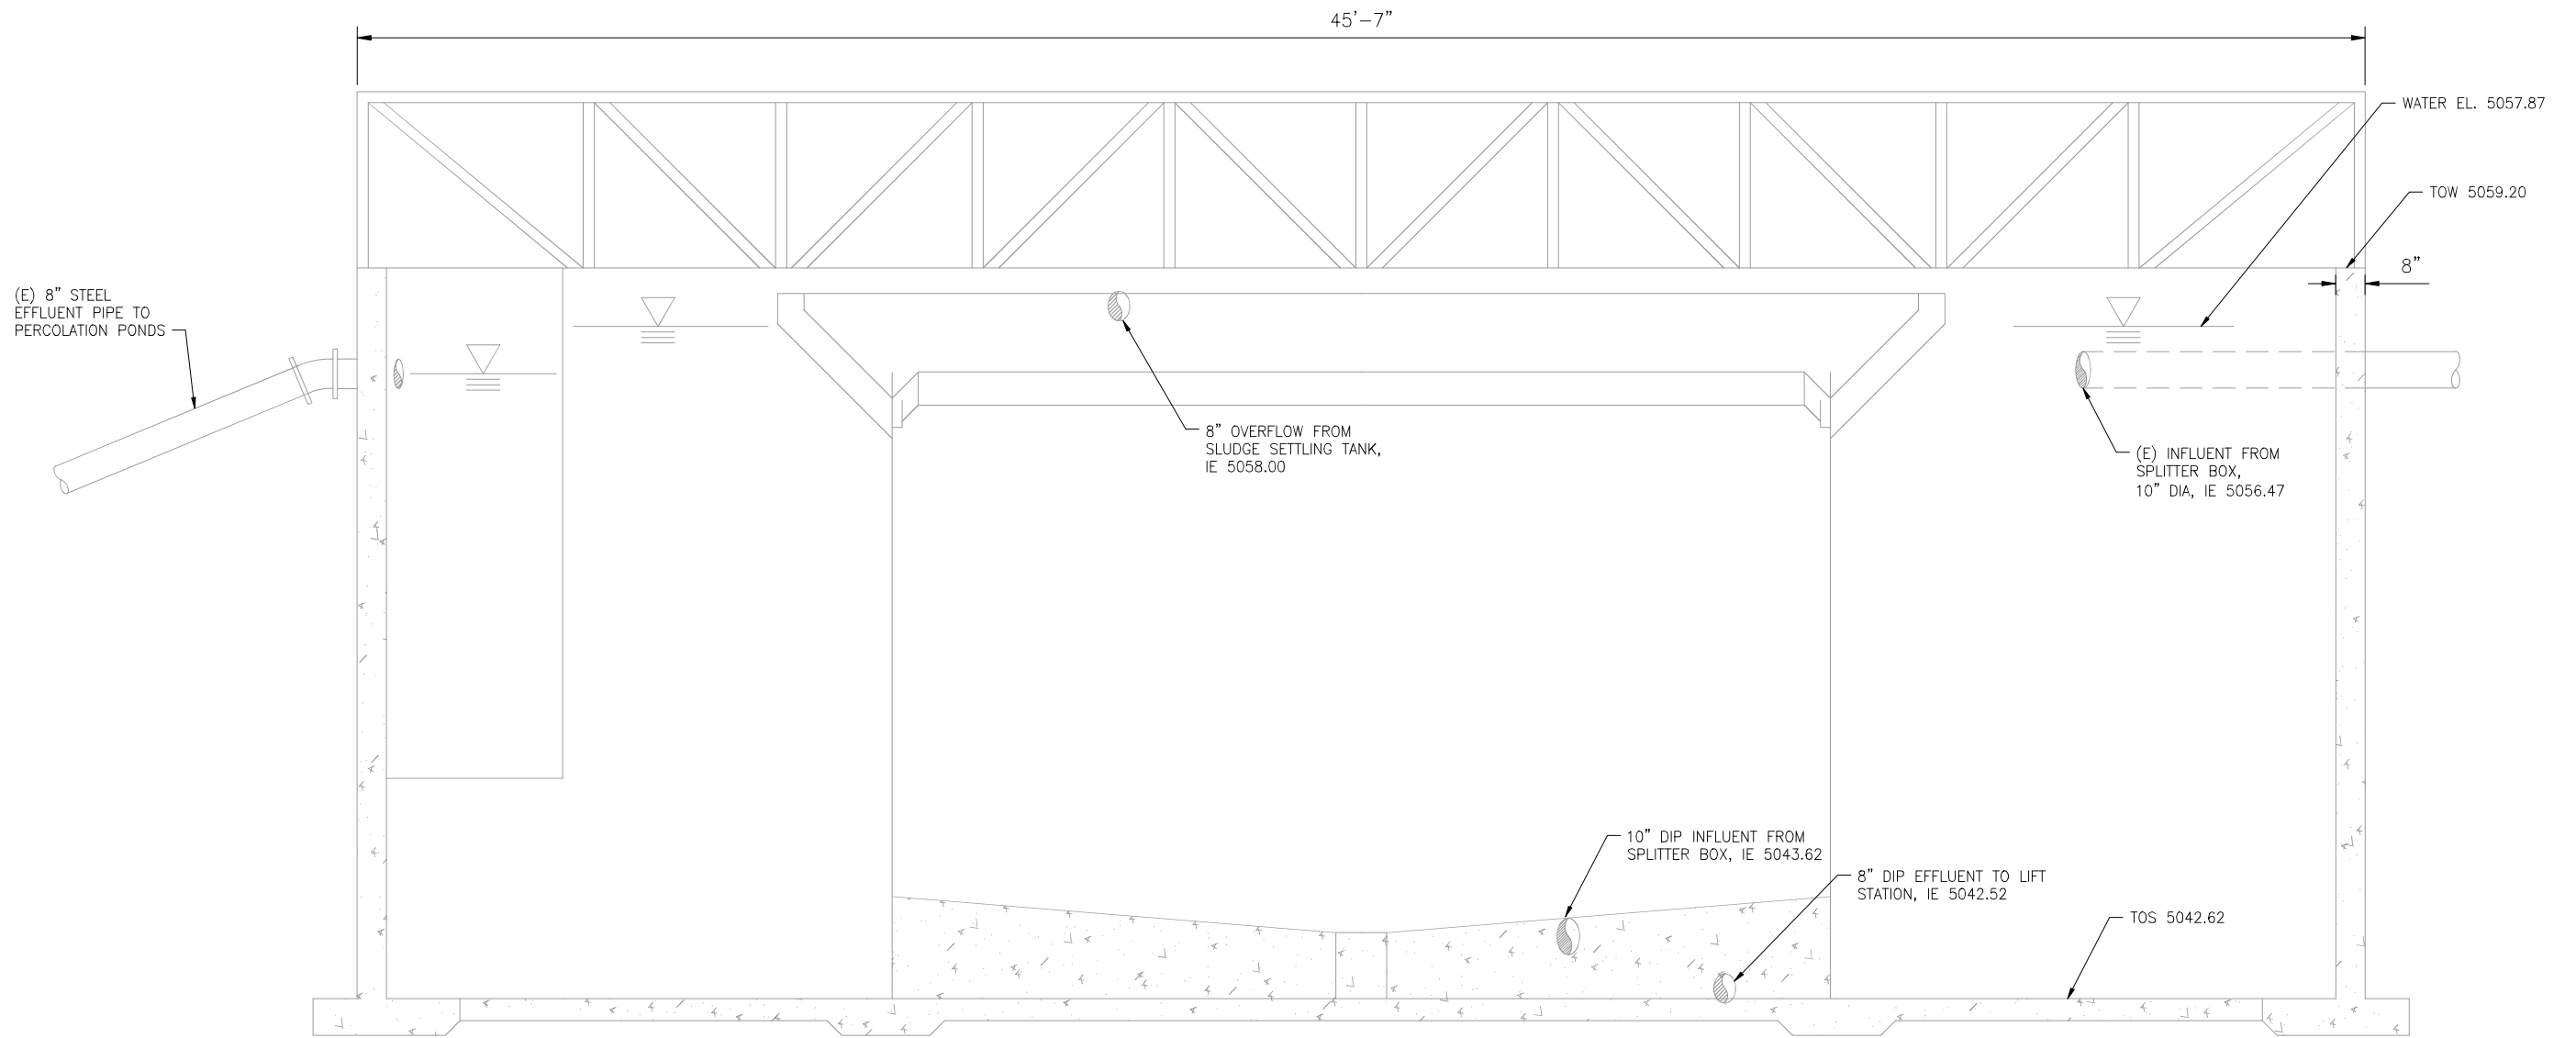 45'-7"
WATER EL. 5057.87
TOW 5059.20
8"
(E) 8" STEEL
EFFLUENT PIPE TO
PERCOLATION PONDS
8" OVERFLOW FROM
SLUDGE SETTLING TANK,
IE 5058.00
(E) INFLUENT FROM
SPLITTER BOX,
10" DIA, IE 5056.47
10" DIP INFLUENT FROM
SPLITTER BOX, IE 5043.62
8" DIP EFFLUENT TO LIFT
STATION, IE 5042.52
TOS 5042.62